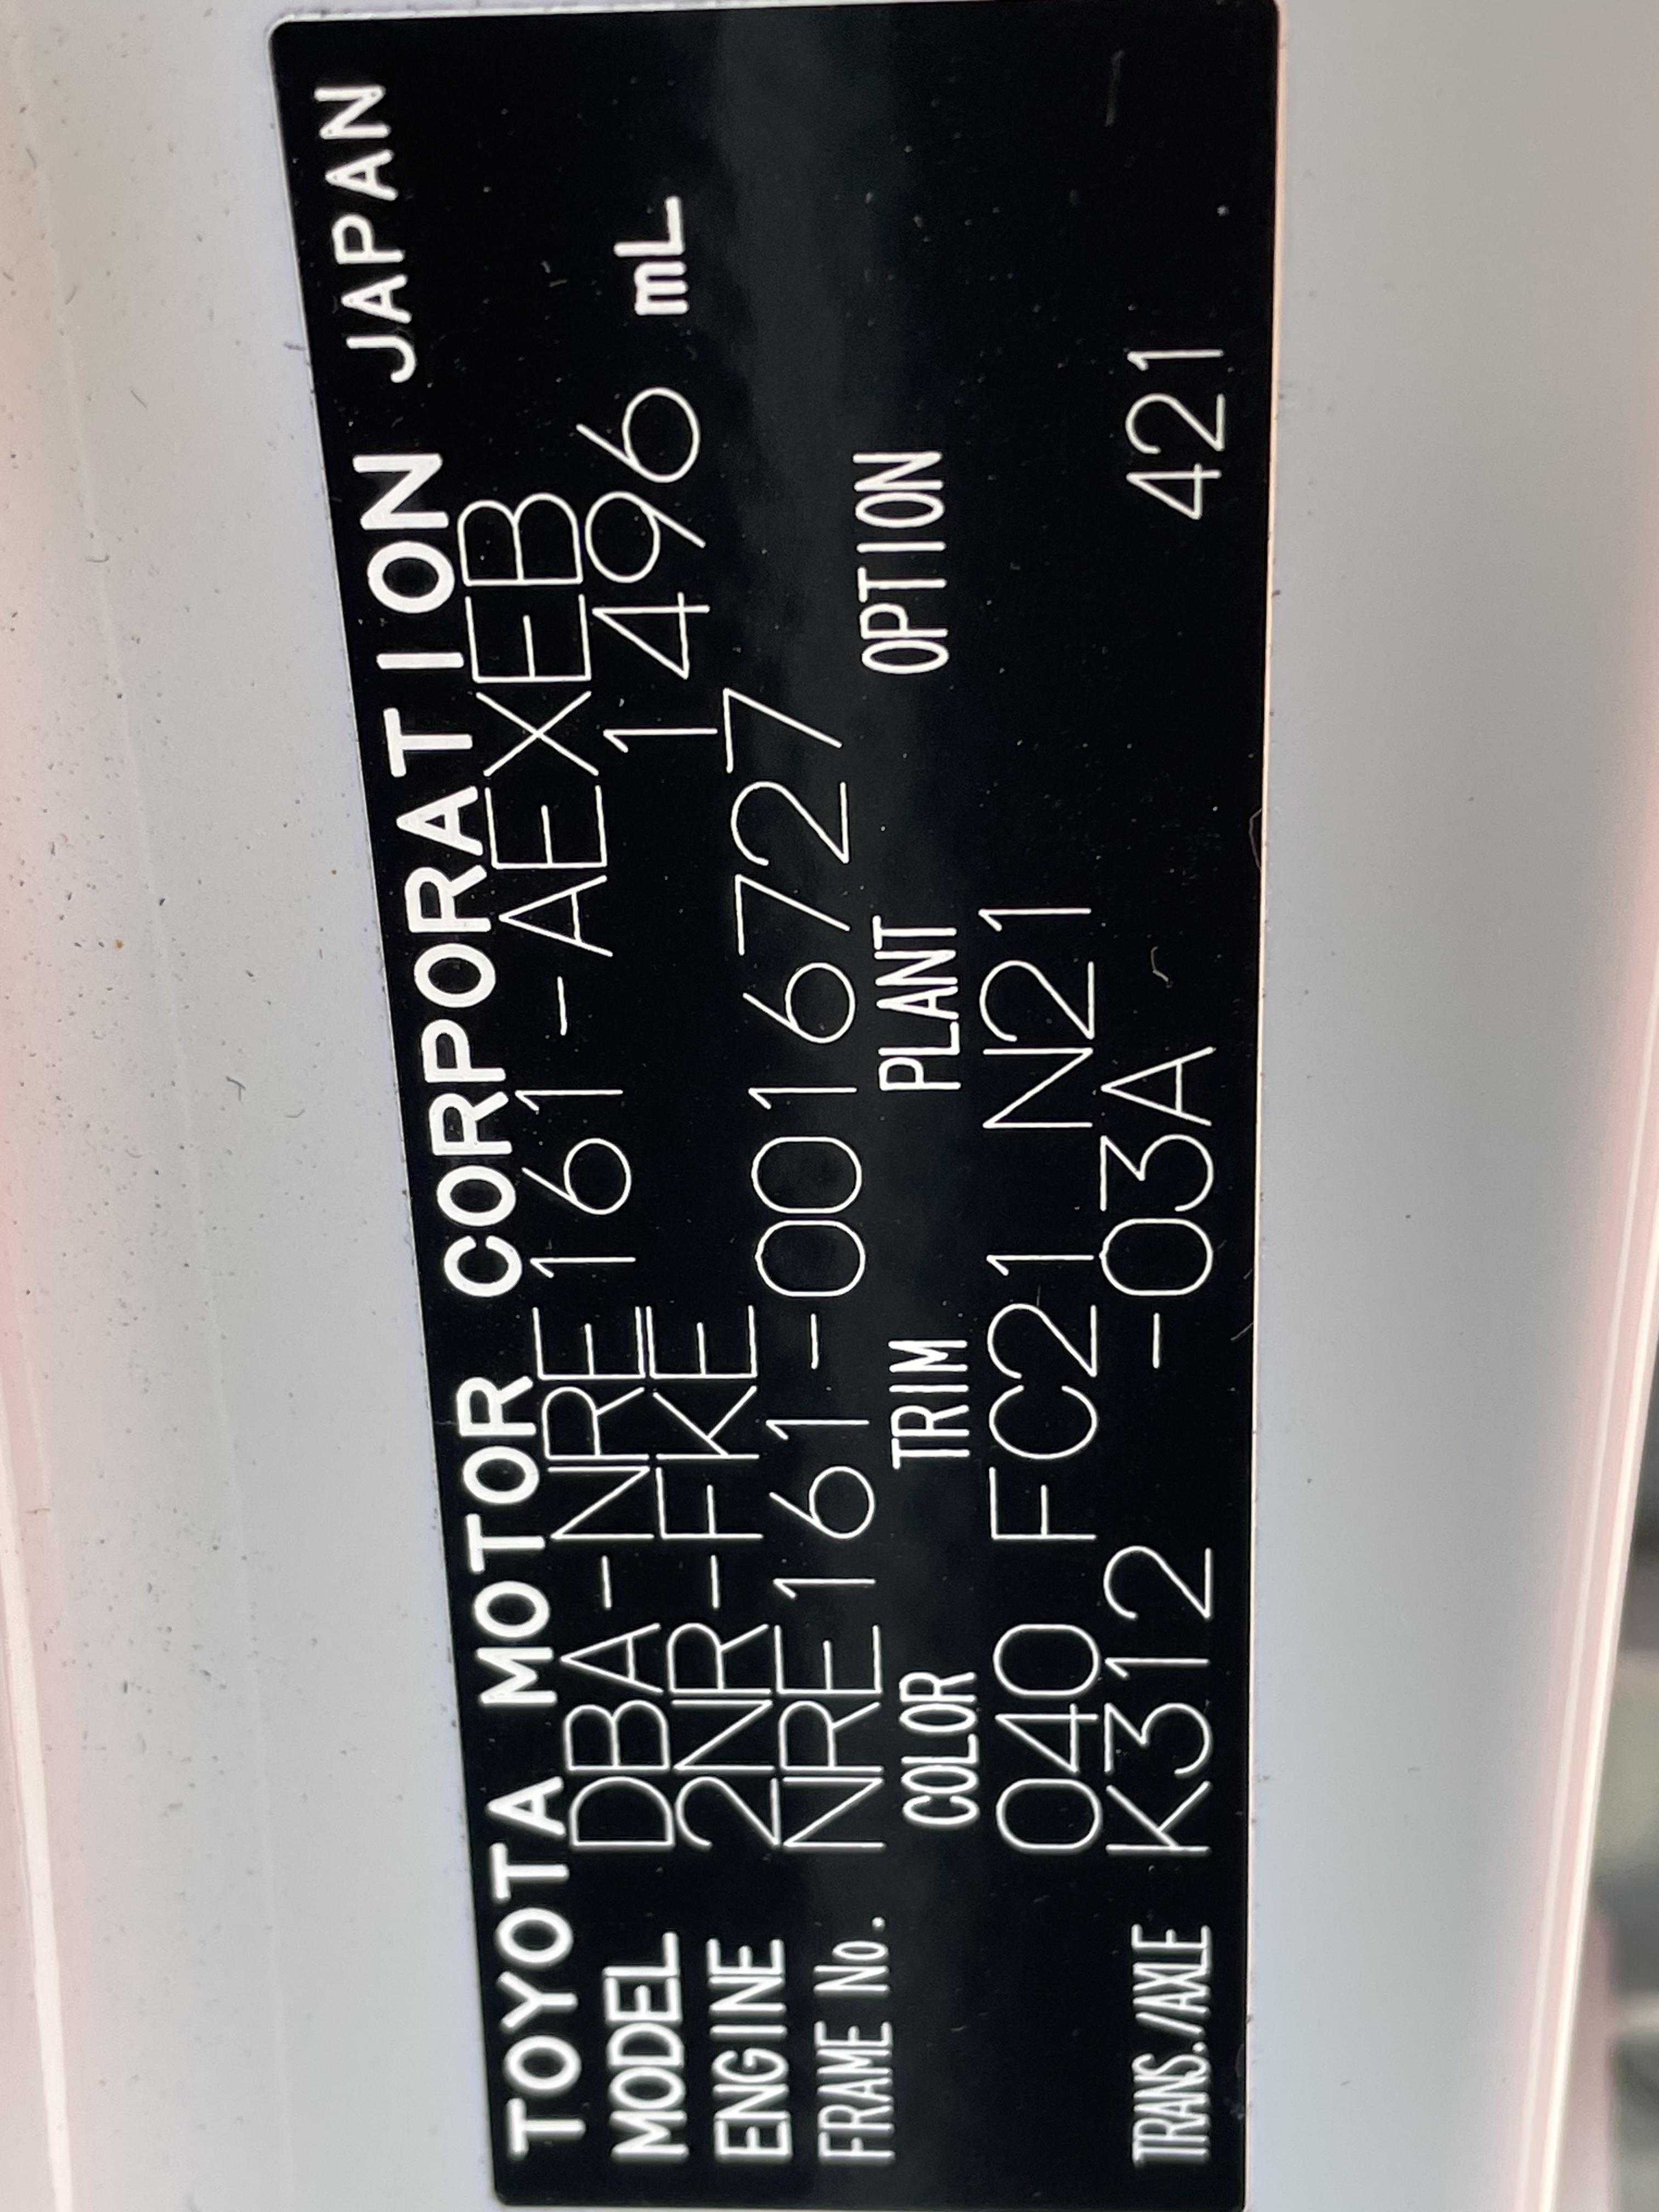 TOYOTA MOTOR CORPORATION JAPAN
MODEL DBA-NRE161-AEXEB
ENGINE 2NR-FKE 1496 mL
FRAME No. NRE161-0016727
COLOR TRIM PLANT OPTION
040 FC21 N21
TRANS./AXLE K312 -03A 421